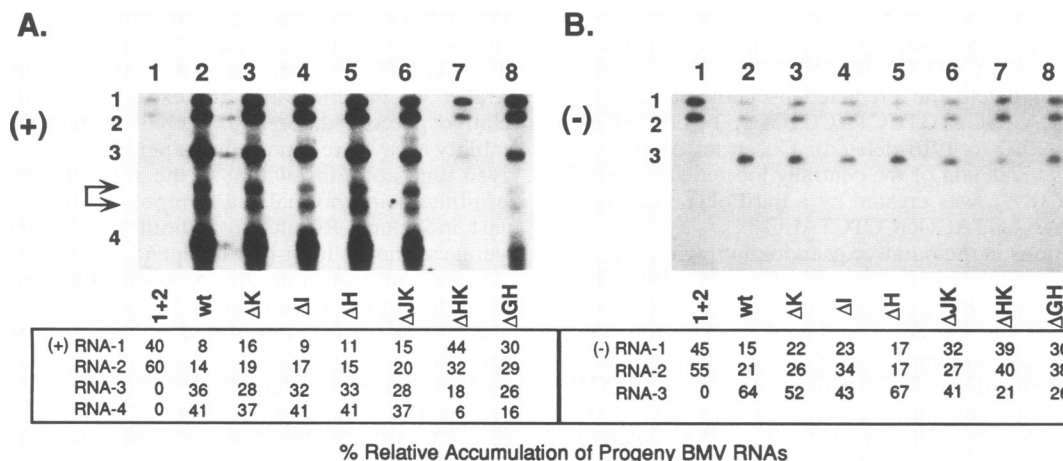 A.
B.
1 2 3 4 5 6 7 8
1 2 3 4 5 6 7 8
(+)
1
2
3
4
(-)
1
2
3
1+2 wt ΔK ΔI ΔH ΔJK ΔHK ΔGH
1+2 wt ΔK ΔI ΔH ΔJK ΔHK ΔGH
(+) RNA-1 40 8 16 9 11 15 44 30
RNA-2 60 14 19 17 15 20 32 29
RNA-3 0 36 28 32 33 28 18 26
RNA-4 0 41 37 41 41 37 6 16
(-) RNA-1 45 15 22 23 17 32 39
RNA-2 55 21 26 34 17 27 40
RNA-3 0 64 52 43 67 41 21
% Relative Accumulation of Progeny BMV RNAs